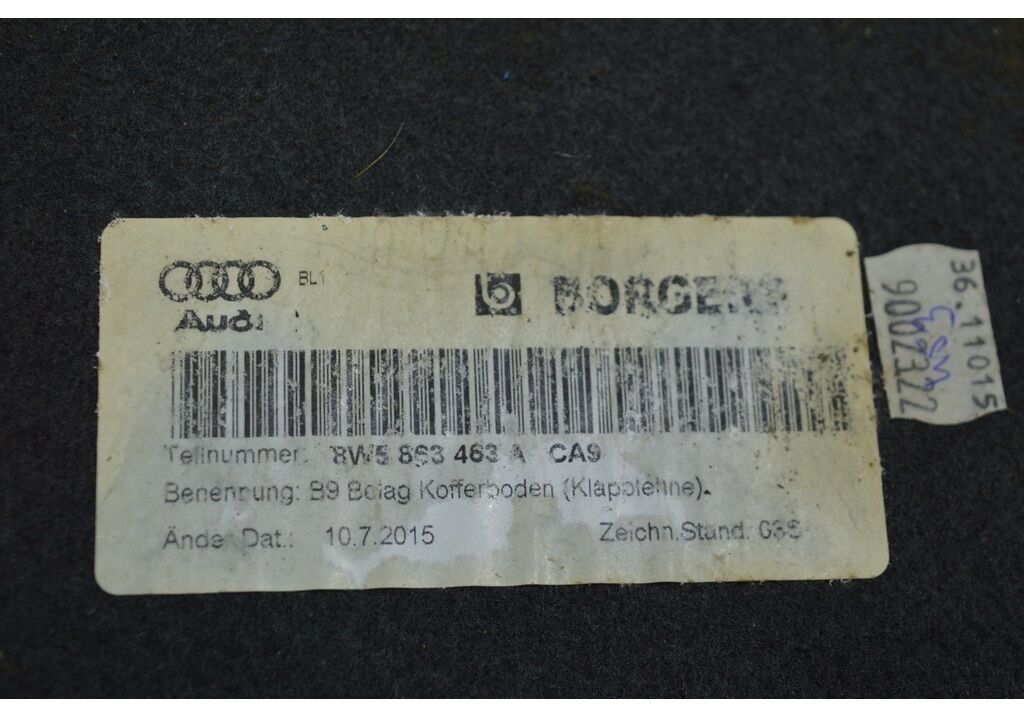 Audi
BL1
BORGERS
Teilnummer: 8W5 863 463 A CA9
Benennung: B9 Belag Kofferboden (Klapplehne).
Ände. Dat.: 10.7.2015
Zeichn.Stand: 03S
36.11015
9002322